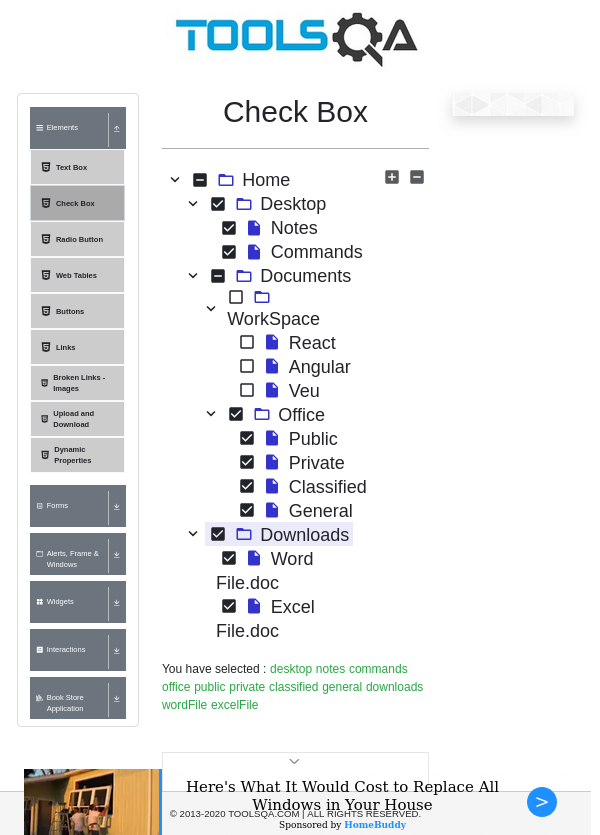 TOOLSQA
Elements
Text Box
Check Box
Radio Button
Web Tables
Buttons
Links
Broken Links -
Images
Upload and
Download
Dynamic
Properties
Forms
Alerts, Frame &
Windows
Widgets
Interactions
Book Store
Application
Check Box
Home
Desktop
Notes
Commands
Documents
WorkSpace
React
Angular
Veu
Office
Public
Private
Classified
General
Downloads
Word
File.doc
Excel
File.doc
You have selected : desktop notes commands
office public private classified general downloads
wordFile excelFile
Here's What It Would Cost to Replace All
Windows in Your House
© 2013-2020 TOOLSQA.COM | ALL RIGHTS RESERVED.
Sponsored by HomeBuddy